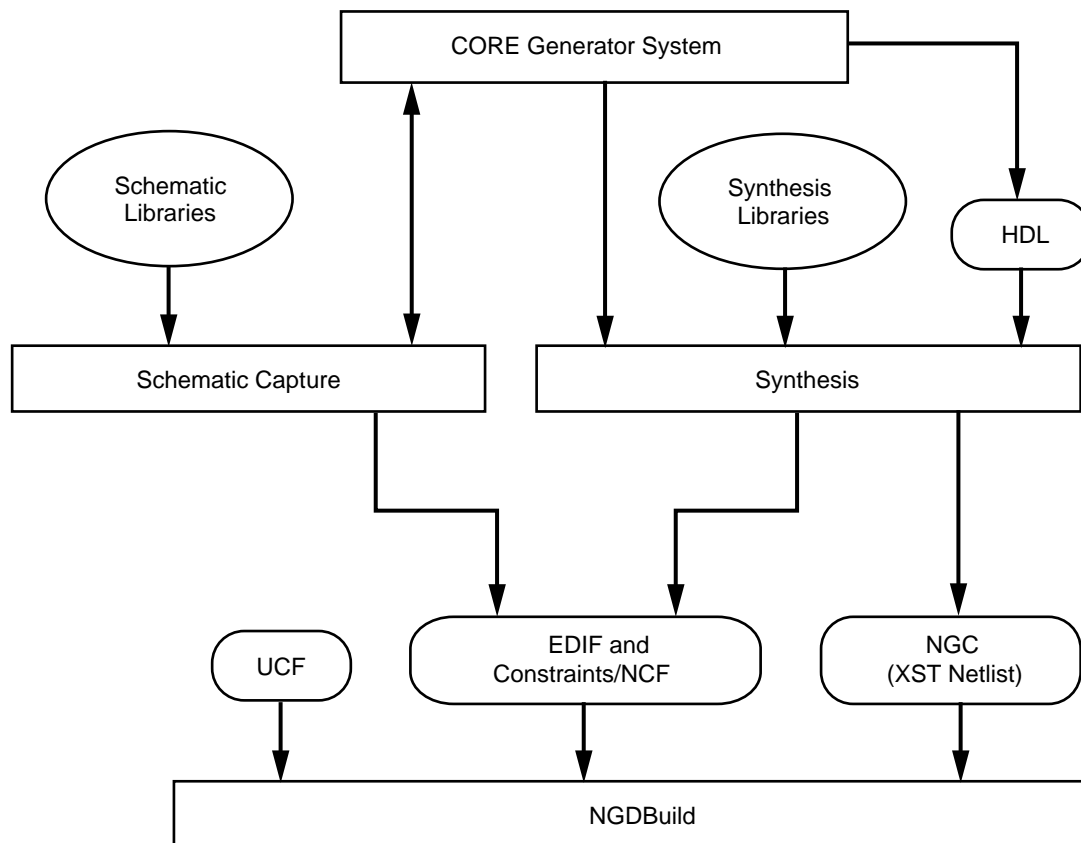 CORE Generator System
Schematic
Libraries
Synthesis
Libraries
HDL
Schematic Capture
Synthesis
UCF
EDIF and
Constraints/NCF
NGC
(XST Netlist)
NGDBuild